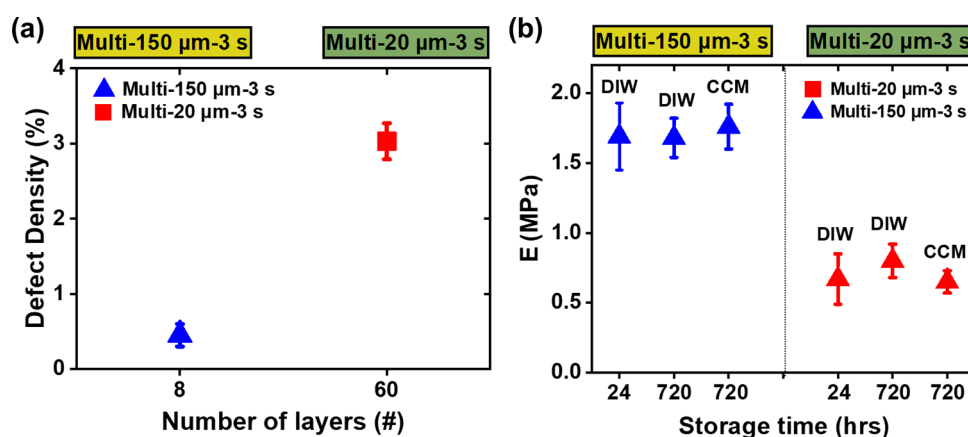 (a)
Multi-150 µm-3 s
Multi-20 µm-3 s
Multi-150 µm-3 s
Multi-20 µm-3 s
Defect Density (%)
4
3
2
1
0
8
60
Number of layers (#)
(b)
Multi-150 µm-3 s
Multi-20 µm-3 s
Multi-20 µm-3 s
Multi-150 µm-3 s
E (MPa)
2.0
1.5
1.0
0.5
0.0
DIW
DIW
CCM
DIW
DIW
CCM
24 720 720
24 720 720
Storage time (hrs)